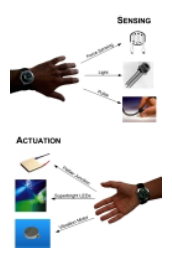 SENSING
Force Sensing
Light
Pulse
ACTUATION
Peltier Junction
Superbright LEDs
Vibration Motor